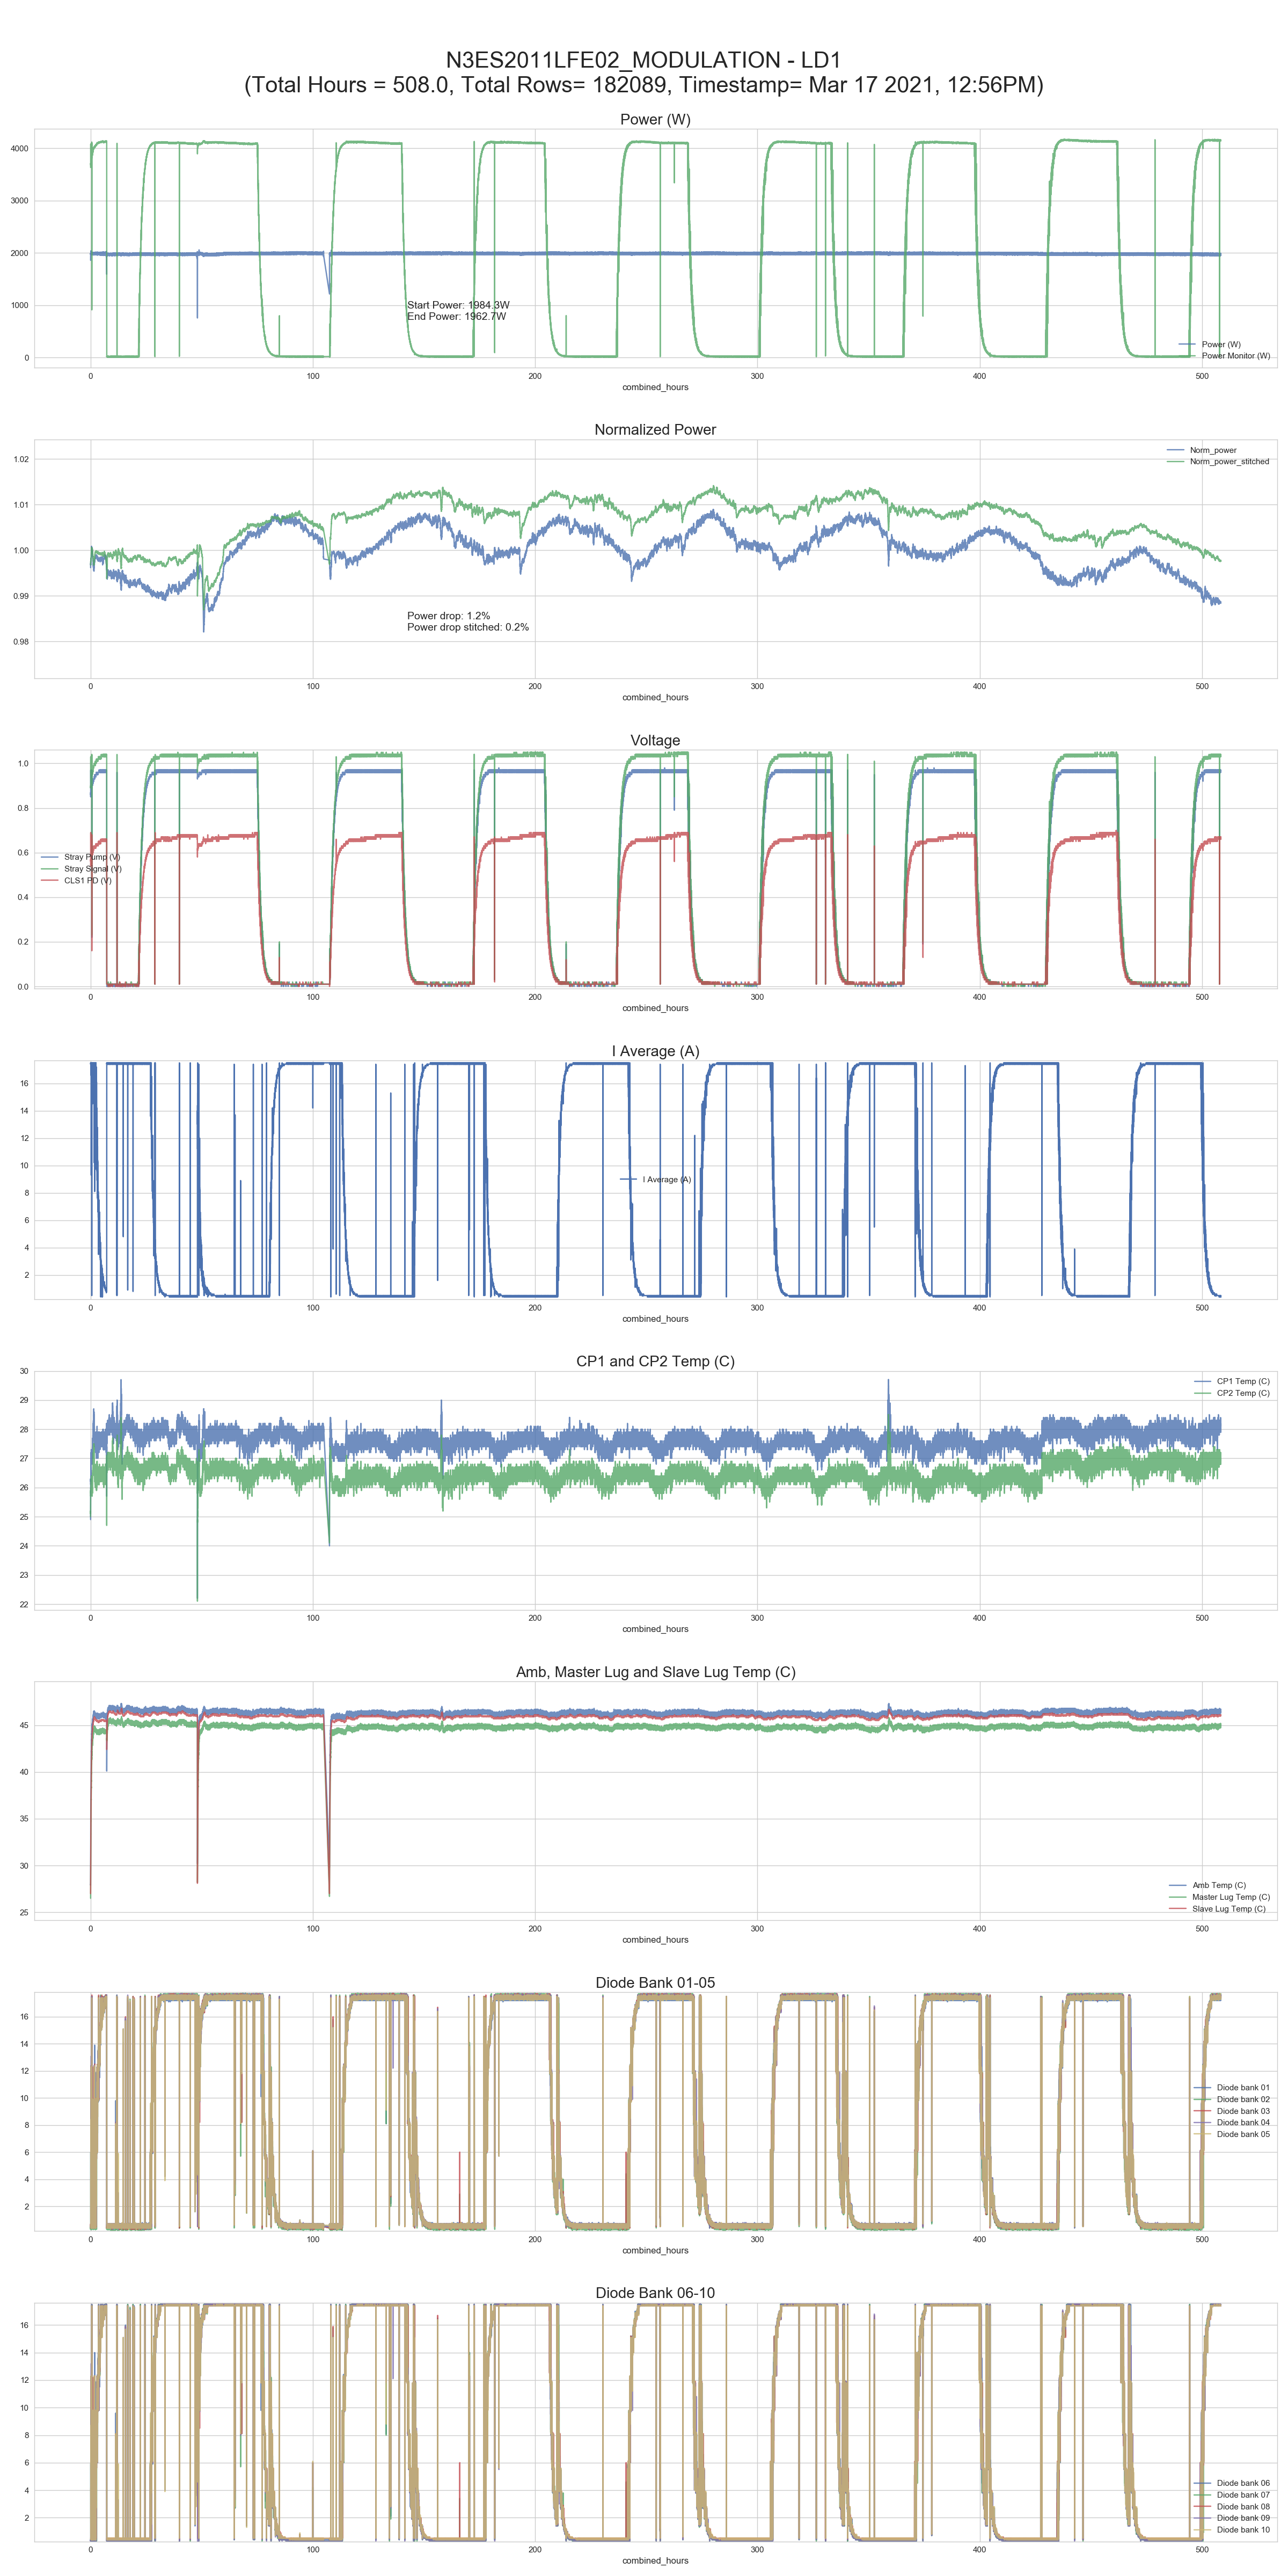 N3ES2011LFE02_MODULATION - LD1
(Total Hours = 508.0, Total Rows= 182089, Timestamp= Mar 17 2021, 12:56PM)
Power (W)
4000
3000
2000
1000
0
Start Power: 1984.3W
End Power: 1962.7W
Power (W)
Power Monitor (W)
0 100 200 300 400 500
combined_hours
Normalized Power
1.02
1.01
1.00
0.99
0.98
Norm_power
Norm_power_stitched
Power drop: 1.2%
Power drop stitched: 0.2%
0 100 200 300 400 500
combined_hours
Voltage
1.0
0.8
0.6
0.4
0.2
0.0
Stray Pump (V)
Stray Signal (V)
CLS1 PD (V)
0 100 200 300 400 500
combined_hours
I Average (A)
16
14
12
10
8
6
4
2
I Average (A)
0 100 200 300 400 500
combined_hours
CP1 and CP2 Temp (C)
30
29
28
27
26
25
24
23
22
CP1 Temp (C)
CP2 Temp (C)
0 100 200 300 400 500
combined_hours
Amb, Master Lug and Slave Lug Temp (C)
45
40
35
30
25
Amb Temp (C)
Master Lug Temp (C)
Slave Lug Temp (C)
0 100 200 300 400 500
combined_hours
Diode Bank 01-05
16
14
12
10
8
6
4
2
Diode bank 01
Diode bank 02
Diode bank 03
Diode bank 04
Diode bank 05
0 100 200 300 400 500
combined_hours
Diode Bank 06-10
16
14
12
10
8
6
4
2
Diode bank 06
Diode bank 07
Diode bank 08
Diode bank 09
Diode bank 10
0 100 200 300 400 500
combined_hours